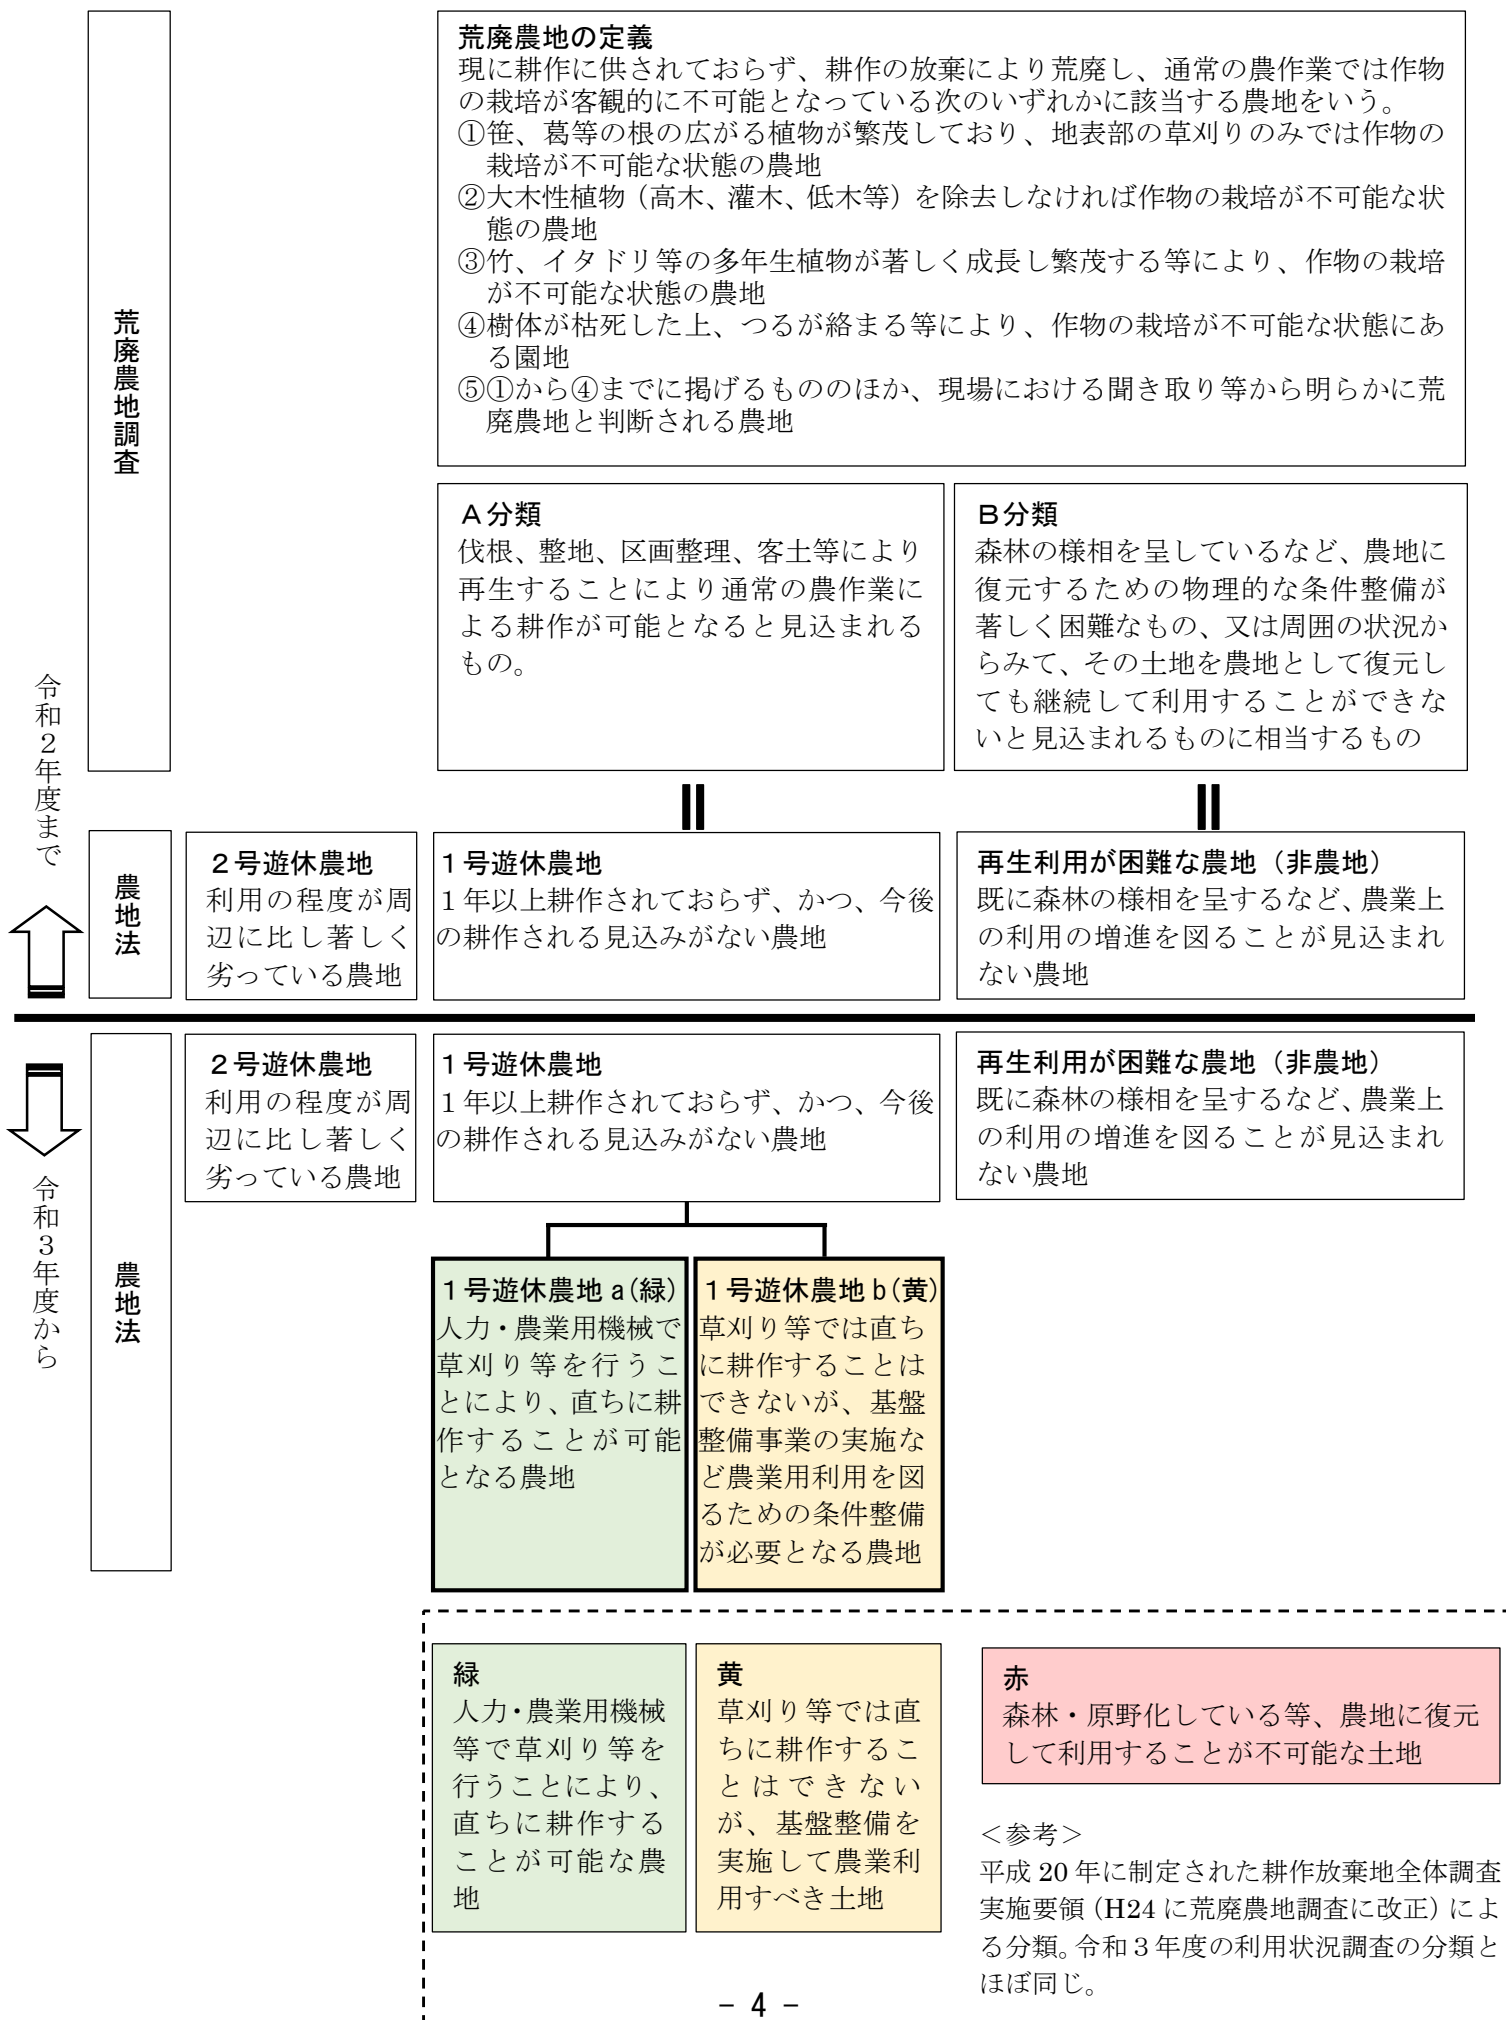 荒廃農地の定義
現に耕作に供されておらず、耕作の放棄により荒廃し、通常の農作業では作物
の栽培が客観的に不可能となっている次のいずれかに該当する農地をいう。
①笹、葛等の根の広がる植物が繁茂しており、地表部の草刈りのみでは作物の
栽培が不可能な状態の農地
②大木性植物（高木、灌木、低木等）を除去しなければ作物の栽培が不可能な状
態の農地
③竹、イタドリ等の多年生植物が著しく成長し繁茂する等により、作物の栽培
が不可能な状態の農地
④樹体が枯死した上、つるが絡まる等により、作物の栽培が不可能な状態にあ
る園地
⑤①から④までに掲げるもののほか、現場における聞き取り等から明らかに荒
廃農地と判断される農地
荒廃農地調査
Ａ分類
伐根、整地、区画整理、客土等により
再生することにより通常の農作業に
よる耕作が可能となると見込まれる
もの。
Ｂ分類
森林の様相を呈しているなど、農地に
復元するための物理的な条件整備が
著しく困難なもの、又は周囲の状況か
らみて、その土地を農地として復元し
ても継続して利用することができな
いと見込まれるものに相当するもの
令和２年度まで
農地法
２号遊休農地
利用の程度が周
辺に比し著しく
劣っている農地
１号遊休農地
１年以上耕作されておらず、かつ、今後
の耕作される見込みがない農地
再生利用が困難な農地（非農地）
既に森林の様相を呈するなど、農業上
の利用の増進を図ることが見込まれ
ない農地
令和３年度から
農地法
２号遊休農地
利用の程度が周
辺に比し著しく
劣っている農地
１号遊休農地
１年以上耕作されておらず、かつ、今後
の耕作される見込みがない農地
再生利用が困難な農地（非農地）
既に森林の様相を呈するなど、農業上
の利用の増進を図ることが見込まれ
ない農地
１号遊休農地 a(緑)
人力・農業用機械で
草刈り等を行うこ
とにより、直ちに耕
作することが可能
となる農地
１号遊休農地 b(黄)
草刈り等では直ち
に耕作することは
できないが、基盤
整備事業の実施な
ど農業用利用を図
るための条件整備
が必要となる農地
緑
人力・農業用機械
等で草刈り等を
行うことにより、
直ちに耕作する
ことが可能な農
地
黄
草刈り等では直
ちに耕作するこ
とはできない
が、基盤整備を
実施して農業利
用すべき土地
赤
森林・原野化している等、農地に復元
して利用することが不可能な土地
＜参考＞
平成 20 年に制定された耕作放棄地全体調査
実施要領（H24 に荒廃農地調査に改正）によ
る分類。令和３年度の利用状況調査の分類と
ほぼ同じ。
- 4 -